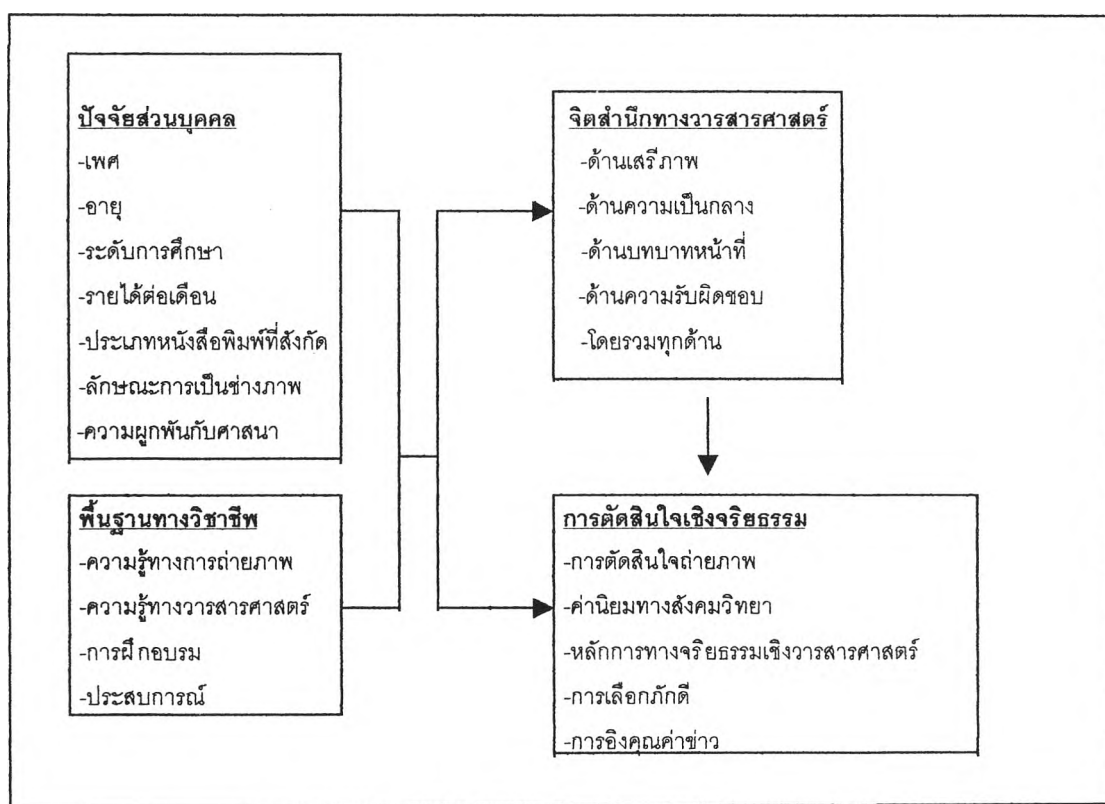 ปัจจัยส่วนบุคคล
-เพศ
-อายุ
-ระดับการศึกษา
-รายได้ต่อเดือน
-ประเภทหนังสือพิมพ์ที่สังกัด
-ลักษณะการเป็นช่างภาพ
-ความผูกพันกับศาสนา
พื้นฐานทางวิชาชีพ
-ความรู้ทางการถ่ายภาพ
-ความรู้ทางวารสารศาสตร์
-การฝึกอบรม
-ประสบการณ์
จิตสำนึกทางวารสารศาสตร์
-ด้านเสรีภาพ
-ด้านความเป็นกลาง
-ด้านบทบาทหน้าที่
-ด้านความรับผิดชอบ
-โดยรวมทุกด้าน
การตัดสินใจเชิงจริยธรรม
-การตัดสินใจถ่ายภาพ
-ค่านิยมทางสังคมวิทยา
-หลักการทางจริยธรรมเชิงวารสารศาสตร์
-การเลือกภักดี
-การอิงคุณค่าข่าว